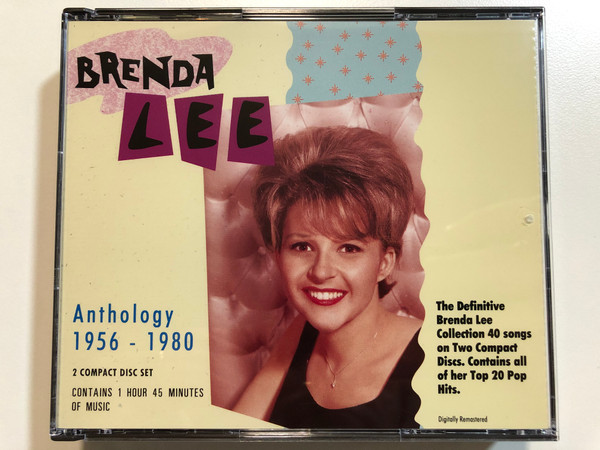 BRENDA
LEE
Anthology
1956 - 1980
2 COMPACT DISC SET
CONTAINS 1 HOUR 45 MINUTES
OF MUSIC
The Definitive
Brenda Lee
Collection 40 songs
on Two Compact
Discs. Contains all
of her Top 20 Pop
Hits.
Digitally Remastered